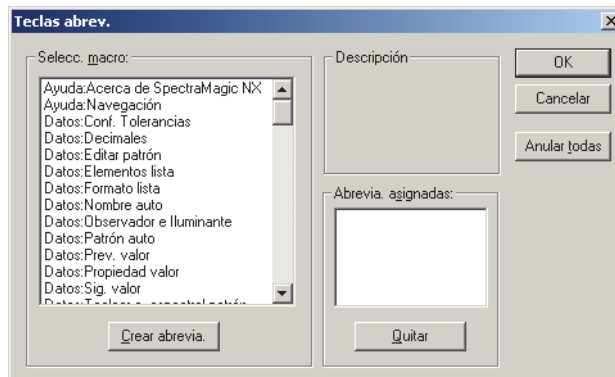 Teclas abrev.
Selecc. macro:
Ayuda:Acerca de SpectraMagic NX
Ayuda:Navegación
Datos:Conf. Tolerancias
Datos:Decimales
Datos:Editar patrón
Datos:Elementos lista
Datos:Formato lista
Datos:Nombre auto
Datos:Observador e Iluminante
Datos:Patrón auto
Datos:Prev. valor
Datos:Propiedad valor
Datos:Sig. valor
Crear abrevia.
Descripción
Abrevia. asignadas:
Quitar
OK
Cancelar
Anular todas